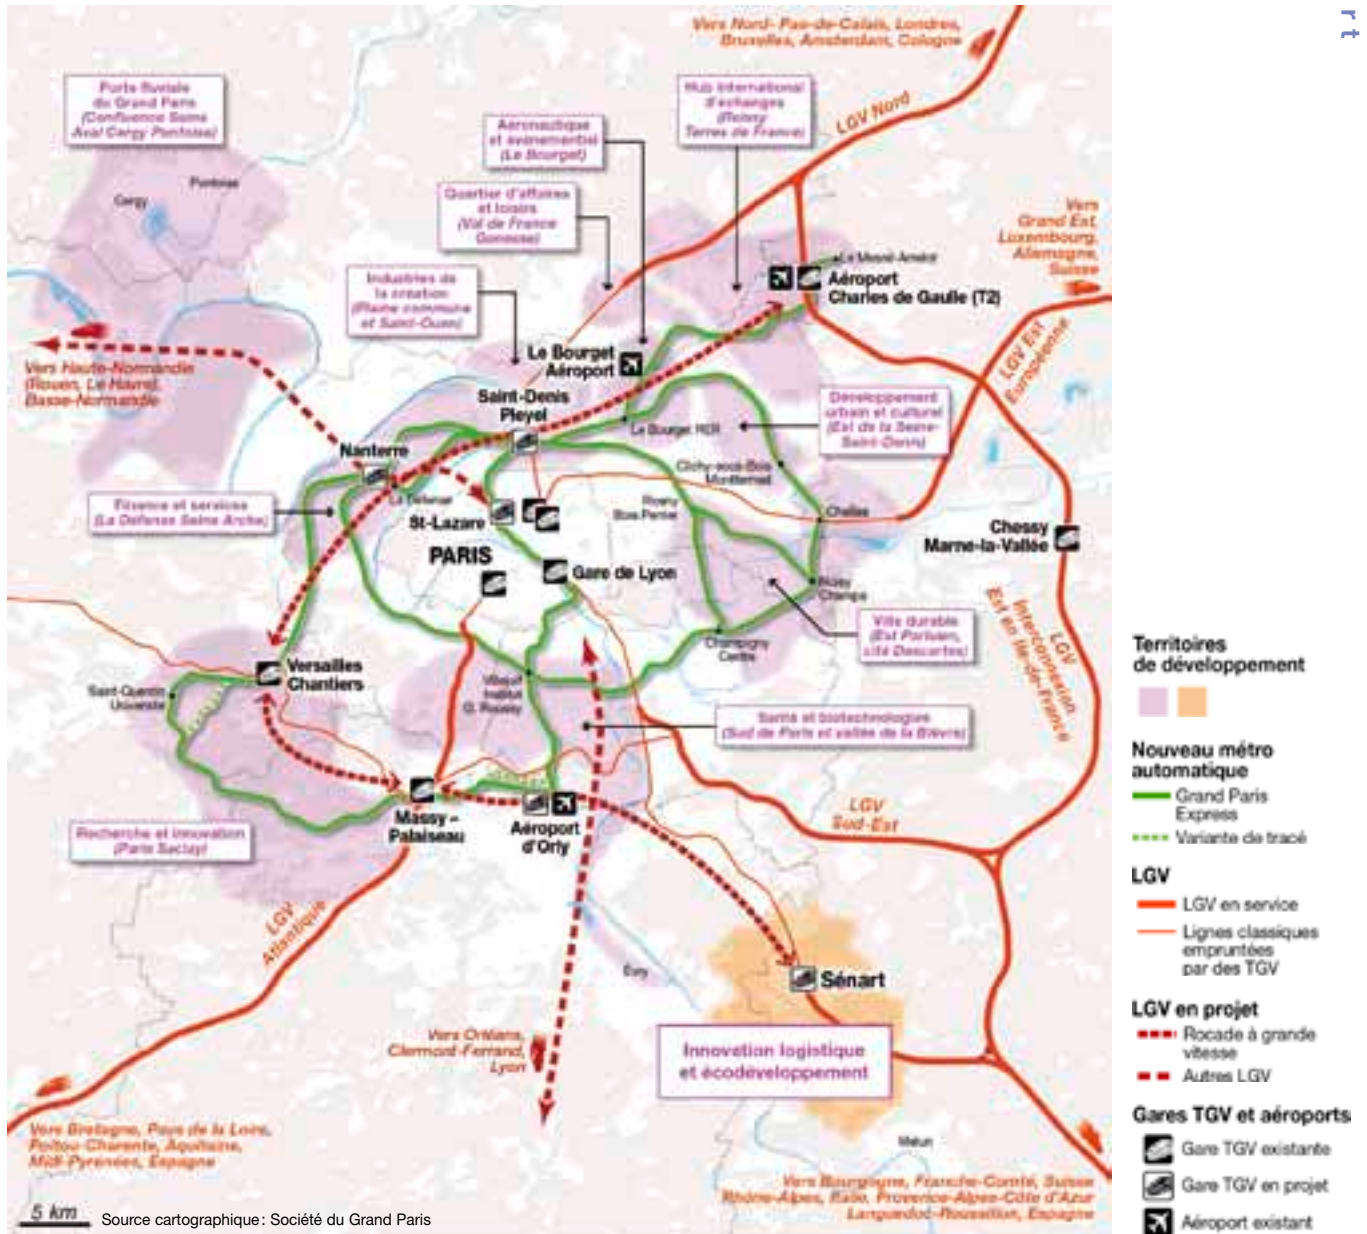 Vers Nord- Pas-de-Calais, Londres,
Bruxelles, Amsterdam, Cologne
rt
Porte fluviale
du Grand Paris
(Confluence Seine
Aval Cergy Pontoise)
Hub international
d'échanges
(Roissy
Terres de France)
LGV Nord
Aéronautique
et évènementiel
(Le Bourget)
Pontoise
Cergy
Quartier d'affaires
et loisirs
(Val de France
Gonesse)
Vers
Grand Est,
Luxembourg,
Allemagne,
Suisse
Le Mesnil-Amelot
Industries de
la création
(Plaine commune
et Saint-Ouen)
Aéroport
Charles de Gaulle (T2)
LGV Est
Européenne
Le Bourget
Aéroport
Vers Haute-Normandie
(Rouen, Le Havre),
Basse-Normandie
Saint-Denis
Pleyel
Développement
urbain et culturel
(Est de la Seine-
Saint-Denis)
Le Bourget RER
Nanterre
Clichy-sous-Bois
Montfermeil
La Défense
Finance et services
(La Défense Seine Arche)
Rosny
Bois Perrier
St-Lazare
Chelles
Chessy
Marne-la-Vallée
PARIS
Gare de Lyon
Noisy
Champs
LGV
Interconnexion
Est en Ile-de-France
Ville durable
(Est Parisien,
cité Descartes)
Champigny
Centre
Versailles
Chantiers
Saint-Quentin
Université
Villejuif
Institut
G. Roussy
Santé et biotechnologies
(Sud de Paris et vallée de la Bièvre)
LGV
Sud-Est
Massy –
Palaiseau
Aéroport
d'Orly
Recherche et innovation
(Paris Saclay)
LGV
Atlantique
Evry
Sénart
Vers Orléans,
Clermont-Ferrand,
Lyon
Innovation logistique
et écodéveloppement
Vers Bretagne, Pays de la Loire,
Poitou-Charente, Aquitaine,
Midi-Pyrénées, Espagne
Melun
Vers Bourgogne, Franche-Comté, Suisse
Rhône-Alpes, Italie, Provence-Alpes-Côte d'Azur
Languedoc-Roussillon, Espagne
5 km
Source cartographique : Société du Grand Paris
Territoires
de développement
Nouveau métro
automatique
Grand Paris
Express
Variante de tracé
LGV
LGV en service
Lignes classiques
empruntées
par des TGV
LGV en projet
Rocade à grande
vitesse
Autres LGV
Gares TGV et aéroports
Gare TGV existante
Gare TGV en projet
Aéroport existant